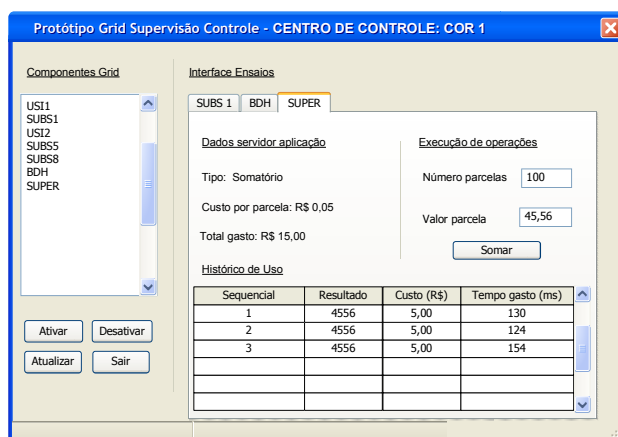 Protótipo Grid Supervisão Controle - CENTRO DE CONTROLE: COR 1
Componentes Grid
USI1
SUBS1
USI2
SUBS5
SUBS8
BDH
SUPER
Ativar
Desativar
Atualizar
Sair
Interface Ensaios
SUBS 1
BDH
SUPER
Dados servidor aplicação
Tipo: Somatório
Custo por parcela: R$ 0,05
Total gasto: R$ 15,00
Execução de operações
Número parcelas 100
Valor parcela 45,56
Somar
Histórico de Uso
Sequencial Resultado Custo (R$) Tempo gasto (ms)
1 4556 5,00 130
2 4556 5,00 124
3 4556 5,00 154